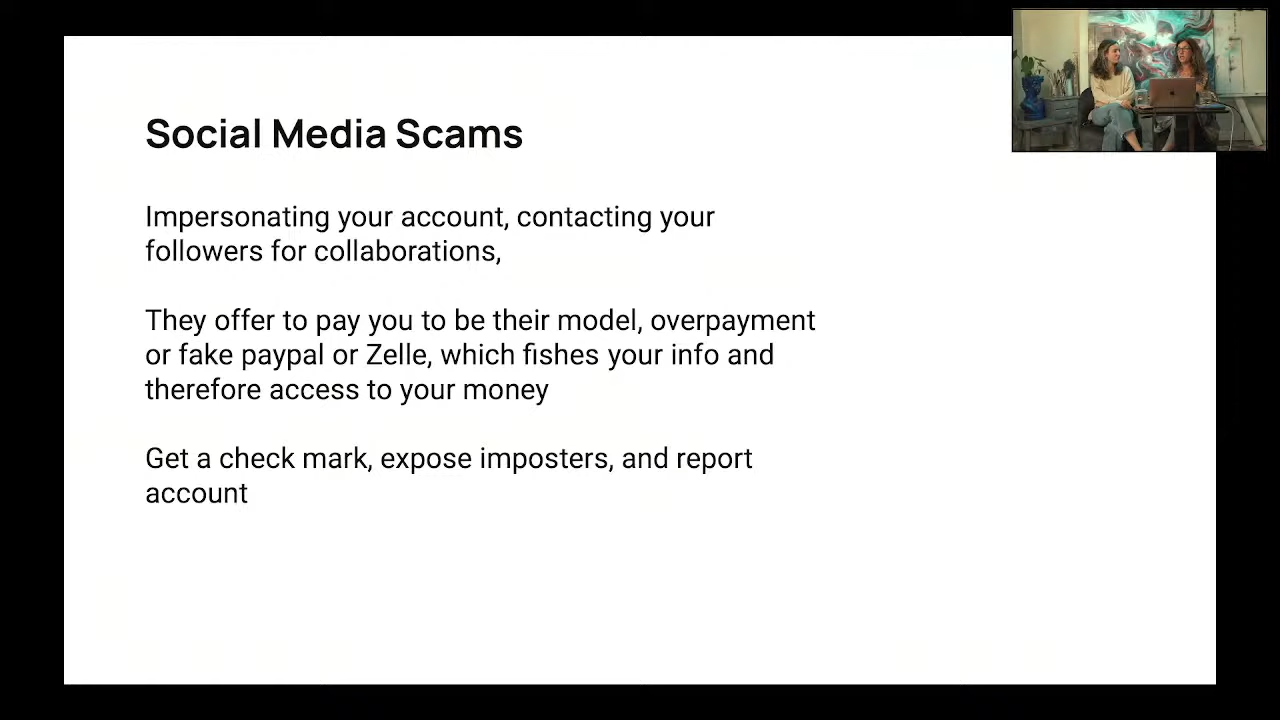 Social Media Scams
Impersonating your account, contacting your
followers for collaborations,
They offer to pay you to be their model, overpayment
or fake paypal or Zelle, which fishes your info and
therefore access to your money
Get a check mark, expose imposters, and report
account